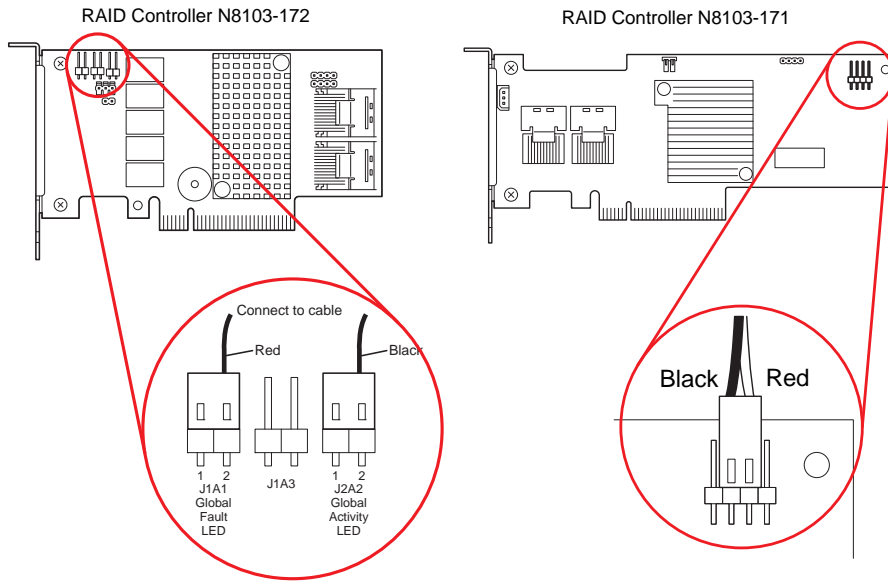 RAID Controller N8103-172
RAID Controller N8103-171
Connect to cable
Red
Black
1 2
J1A1
Global
Fault
LED
J1A3
1 2
J2A2
Global
Activity
LED
Black
Red